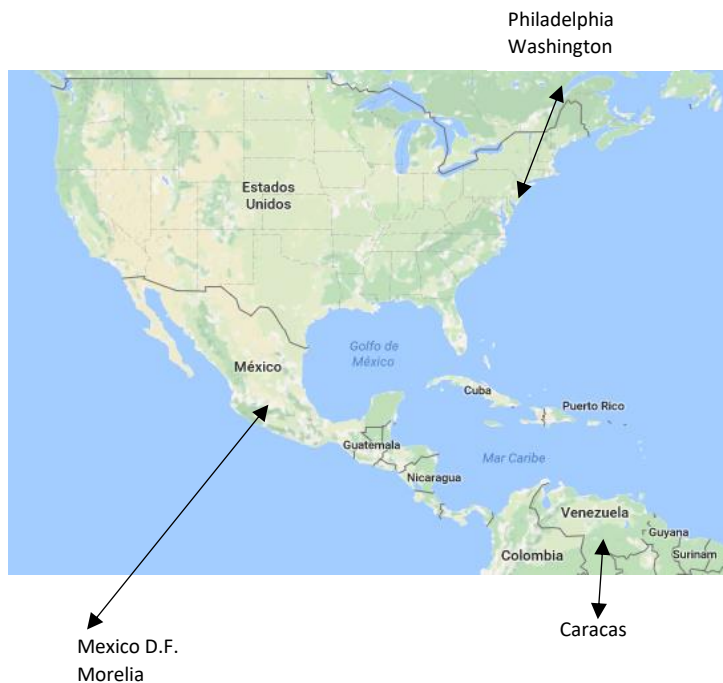 Philadelphia
Washington
Estados
Unidos
Golfo de
México
México
Cuba
Puerto Rico
Guatemala
Mar Caribe
Nicaragua
Venezuela
Guyana
Colombia
Surinam
Caracas
Mexico D.F.
Morelia